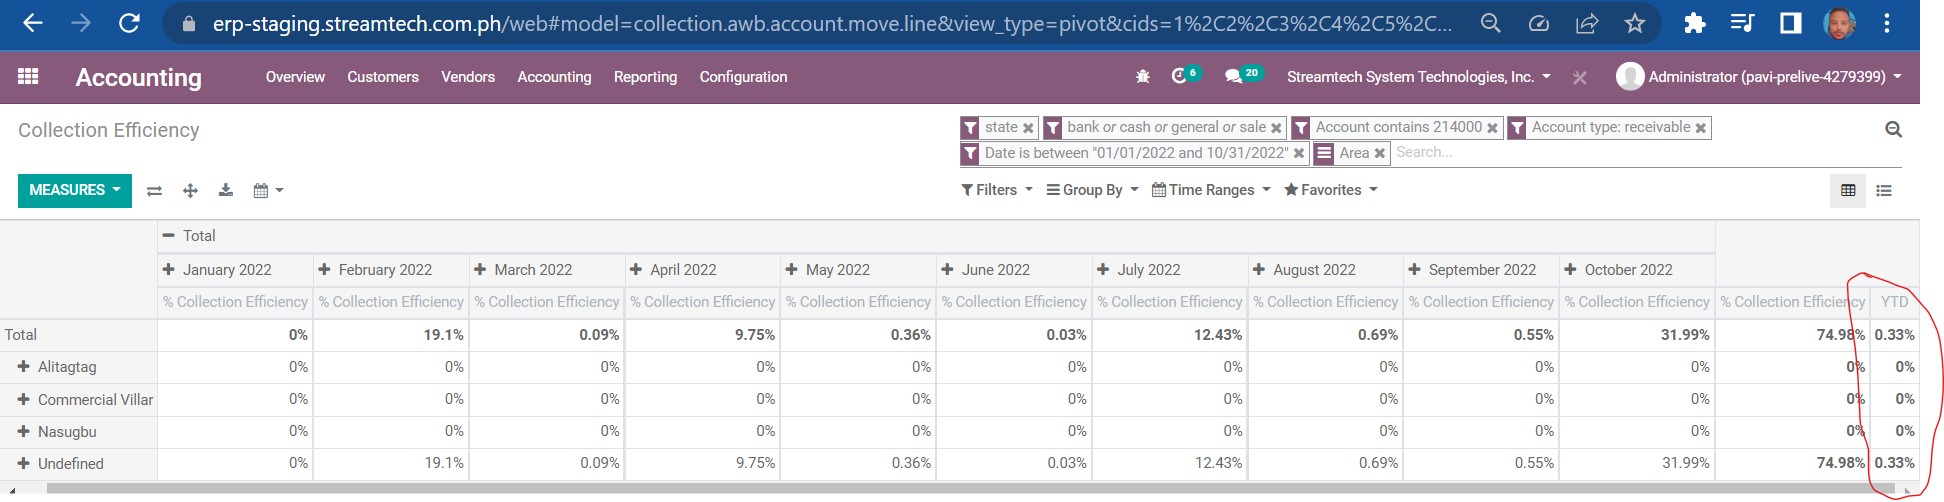 erp-staging.streamtech.com.ph/web#model=collection.awb.account.move.line&view_type=pivot&cids=1%2C2%2C3%2C4%2C5%2C...
Accounting Overview Customers Vendors Accounting Reporting Configuration 6 20 Streamtech System Technologies, Inc. Administrator (pavi-prelive-4279399)
Collection Efficiency
state bank or cash or general or sale Account contains 214000 Account type: receivable
Date is between "01/01/2022 and 10/31/2022" Area Search...
MEASURES Filters Group By Time Ranges Favorites
Total
January 2022 February 2022 March 2022 April 2022 May 2022 June 2022 July 2022 August 2022 September 2022 October 2022
% Collection Efficiency % Collection Efficiency % Collection Efficiency % Collection Efficiency % Collection Efficiency % Collection Efficiency % Collection Efficiency % Collection Efficiency % Collection Efficiency % Collection Efficiency % Collection Efficiency YTD
Total 0% 19.1% 0.09% 9.75% 0.36% 0.03% 12.43% 0.69% 0.55% 31.99% 74.98% 0.33%
Alitagtag 0% 0% 0% 0% 0% 0% 0% 0% 0% 0% 0% 0%
Commercial Villar 0% 0% 0% 0% 0% 0% 0% 0% 0% 0% 0% 0%
Nasugbu 0% 0% 0% 0% 0% 0% 0% 0% 0% 0% 0% 0%
Undefined 0% 19.1% 0.09% 9.75% 0.36% 0.03% 12.43% 0.69% 0.55% 31.99% 74.98% 0.33%